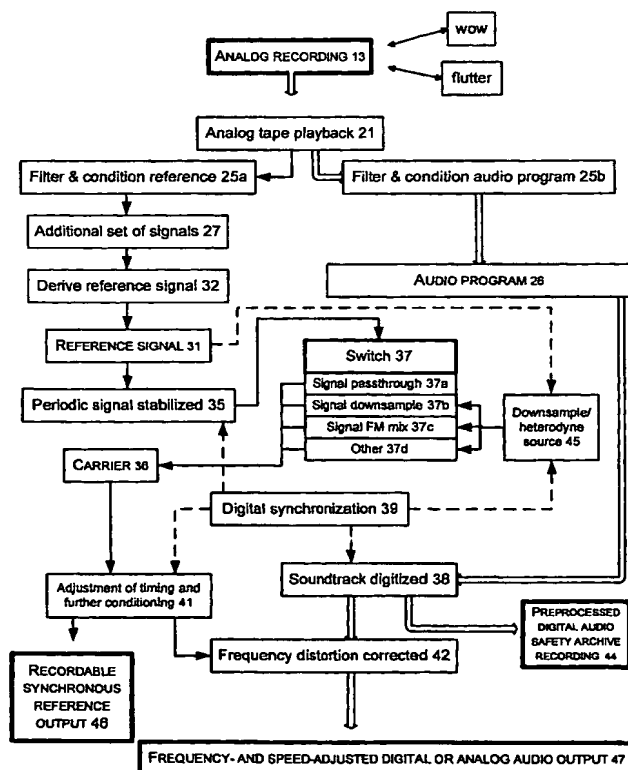 wow
ANALOG RECORDING 13
flutter
Analog tape playback 21
Filter & condition reference 25a
Filter & condition audio program 25b
Additional set of signals 27
AUDIO PROGRAM 26
Derive reference signal 32
REFERENCE SIGNAL 31
Switch 37
Signal passthrough 37a
Periodic signal stabilized 35
Signal downsample 37b
Downsample/
heterodyne
source 45
Signal FM mix 37c
Other 37d
CARRIER 36
Digital synchronization 39
Adjustment of timing and
further conditioning 41
Soundtrack digitized 38
PREPROCESSED
DIGITAL AUDIO
SAFETY ARCHIVE
RECORDING 44
RECORDABLE
SYNCHRONOUS
REFERENCE
OUTPUT 46
Frequency distortion corrected 42
FREQUENCY- AND SPEED-ADJUSTED DIGITAL OR ANALOG AUDIO OUTPUT 47